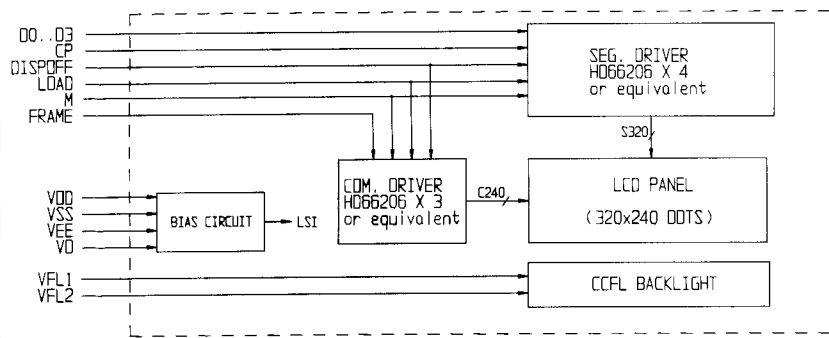 D0..D3
CP
DISPOFF
LOAD
M
FRAME
SEG. DRIVER
HD66206 X 4
or equivalent
S320
COM. DRIVER
HD66206 X 3
or equivalent
C240
LCD PANEL
(320x240 DOTS)
VDD
VSS
VEE
VO
BIAS CIRCUIT
LSI
VFL1
VFL2
CCFL BACKLIGHT